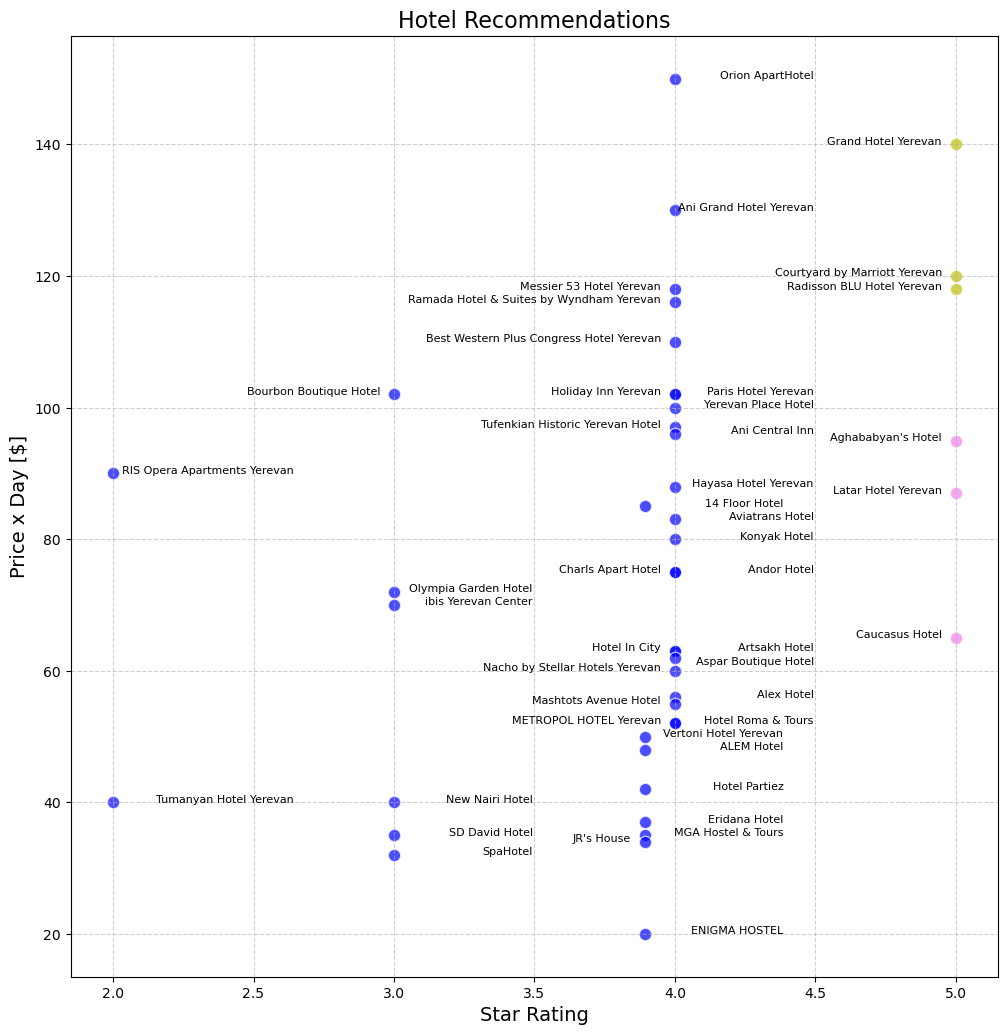 Hotel Recommendations
Orion ApartHotel
140
Grand Hotel Yerevan
Ani Grand Hotel Yerevan
120
Courtyard by Marriott Yerevan
Messier 53 Hotel Yerevan
Radisson BLU Hotel Yerevan
Ramada Hotel & Suites by Wyndham Yerevan
Best Western Plus Congress Hotel Yerevan
Bourbon Boutique Hotel
Holiday Inn Yerevan
Paris Hotel Yerevan
100
Yerevan Place Hotel
Tufenkian Historic Yerevan Hotel
Ani Central Inn
Aghababyan's Hotel
RIS Opera Apartments Yerevan
Hayasa Hotel Yerevan
Latar Hotel Yerevan
14 Floor Hotel
Aviatrans Hotel
80
Konyak Hotel
Charls Apart Hotel
Andor Hotel
Olympia Garden Hotel
ibis Yerevan Center
Caucasus Hotel
Hotel In City
Artsakh Hotel
Aspar Boutique Hotel
60
Nacho by Stellar Hotels Yerevan
Alex Hotel
Mashtots Avenue Hotel
METROPOL HOTEL Yerevan
Hotel Roma & Tours
Vertoni Hotel Yerevan
ALEM Hotel
Hotel Partiez
40
Tumanyan Hotel Yerevan
New Nairi Hotel
Eridana Hotel
SD David Hotel
MGA Hostel & Tours
JR's House
SpaHotel
20
ENIGMA HOSTEL
Price x Day [$]
2.0
2.5
3.0
3.5
4.0
4.5
5.0
Star Rating